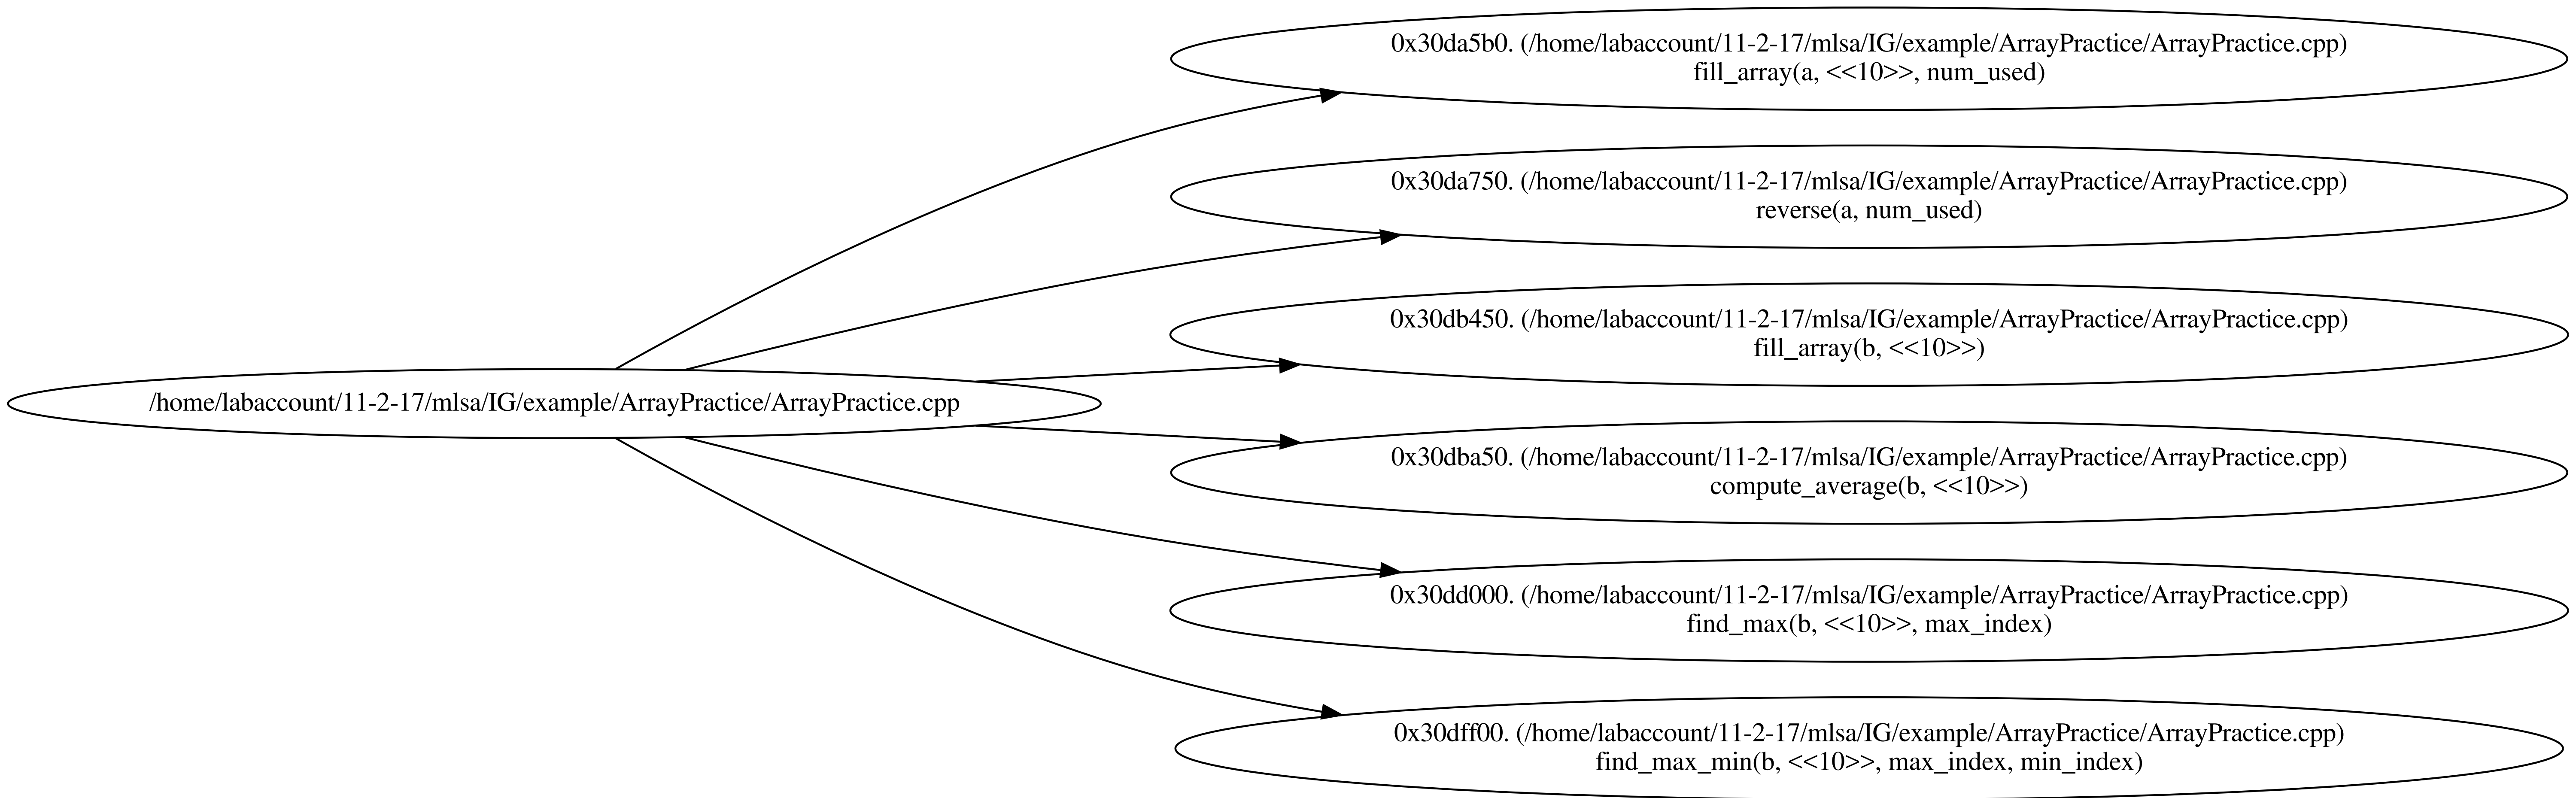 0x30da5b0. (/home/labaccount/11-2-17/mlsa/IG/example/ArrayPractice/ArrayPractice.cpp)
fill_array(a, <<10>>, num_used)
0x30da750. (/home/labaccount/11-2-17/mlsa/IG/example/ArrayPractice/ArrayPractice.cpp)
reverse(a, num_used)
0x30db450. (/home/labaccount/11-2-17/mlsa/IG/example/ArrayPractice/ArrayPractice.cpp)
fill_array(b, <<10>>)
/home/labaccount/11-2-17/mlsa/IG/example/ArrayPractice/ArrayPractice.cpp
0x30dba50. (/home/labaccount/11-2-17/mlsa/IG/example/ArrayPractice/ArrayPractice.cpp)
compute_average(b, <<10>>)
0x30dd000. (/home/labaccount/11-2-17/mlsa/IG/example/ArrayPractice/ArrayPractice.cpp)
find_max(b, <<10>>, max_index)
0x30dff00. (/home/labaccount/11-2-17/mlsa/IG/example/ArrayPractice/ArrayPractice.cpp)
find_max_min(b, <<10>>, max_index, min_index)